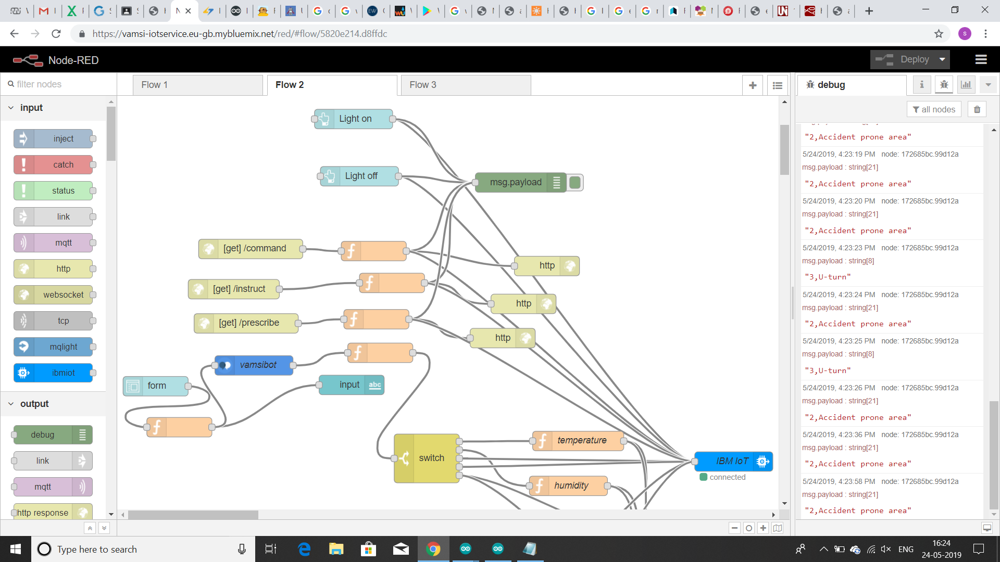 https://vamsi-iotservice.eu-gb.mybluemix.net/red/#flow/5820e214.d8ffdc
s
Node-RED
Deploy
filter nodes
Flow 1
Flow 2
Flow 3
debug
all nodes
input
inject
catch
status
link
mqtt
http
websocket
tcp
mqlight
ibmiot
output
debug
link
mqtt
http response
Light on
Light off
msg.payload
[get] /command
http
[get] /instruct
http
[get] /prescribe
http
vamsibot
form
input
abc
switch
temperature
humidity
IBM IoT
connected
"2,Accident prone area"
5/24/2019, 4:23:19 PM node: 172685bc.99d12a
msg.payload : string[21]
"2,Accident prone area"
5/24/2019, 4:23:20 PM node: 172685bc.99d12a
msg.payload : string[21]
"2,Accident prone area"
5/24/2019, 4:23:23 PM node: 172685bc.99d12a
msg.payload : string[8]
"3,U-turn"
5/24/2019, 4:23:24 PM node: 172685bc.99d12a
msg.payload : string[21]
"2,Accident prone area"
5/24/2019, 4:23:25 PM node: 172685bc.99d12a
msg.payload : string[8]
"3,U-turn"
5/24/2019, 4:23:26 PM node: 172685bc.99d12a
msg.payload : string[21]
"2,Accident prone area"
5/24/2019, 4:23:36 PM node: 172685bc.99d12a
msg.payload : string[21]
"2,Accident prone area"
5/24/2019, 4:23:58 PM node: 172685bc.99d12a
msg.payload : string[21]
"2,Accident prone area"
Type here to search
ENG
16:24
24-05-2019